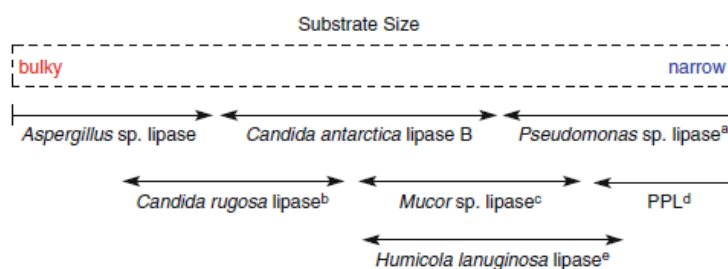 Substrate Size
bulky narrow
Aspergillus sp. lipase Candida antarctica lipase B Pseudomonas sp. lipaseᵃ
Candida rugosa lipaseᵇ Mucor sp. lipaseᶜ PPLᵈ
Humicola lanuginosa lipaseᵉ